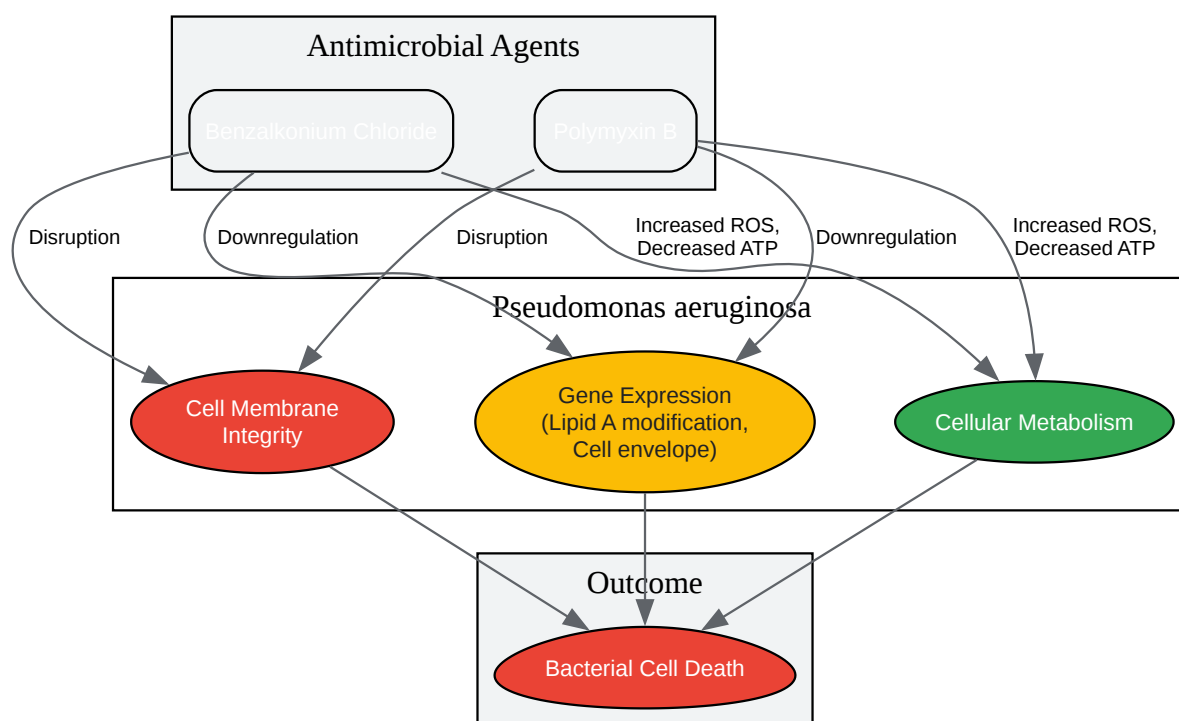 Antimicrobial Agents
Benzalkonium Chloride
Polymyxin B
Disruption
Downregulation
Disruption
Increased ROS,
Decreased ATP
Downregulation
Increased ROS,
Decreased ATP
Pseudomonas aeruginosa
Cell Membrane
Integrity
Gene Expression
(Lipid A modification,
Cell envelope)
Cellular Metabolism
Outcome
Bacterial Cell Death